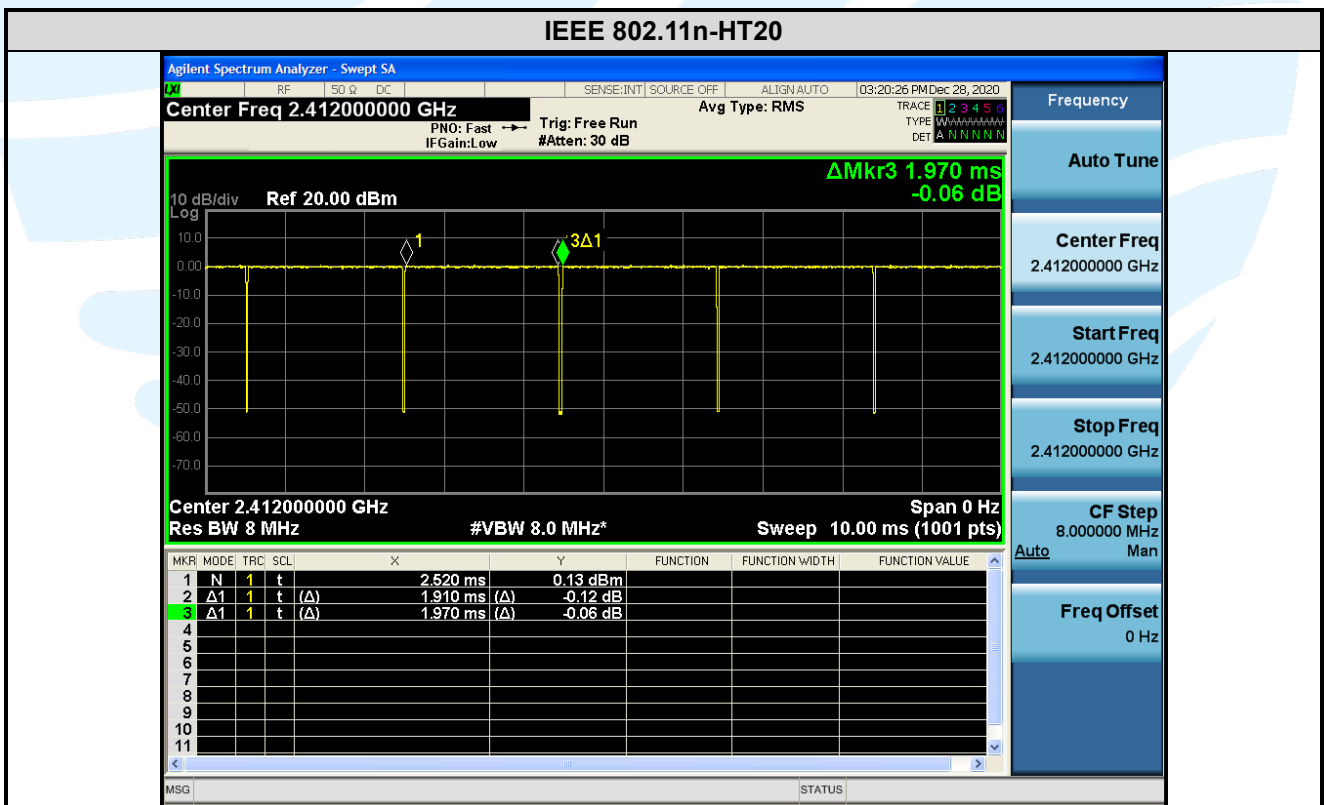 IEEE 802.11n-HT20
Agilent Spectrum Analyzer - Swept SA
LXI RF 50 Ω DC SENSE:INT SOURCE OFF ALIGN AUTO 03:20:26 PM Dec 28, 2020
Center Freq 2.412000000 GHz Avg Type: RMS TRACE 1 2 3 4 5 6
PNO: Fast Trig: Free Run TYPE WWWWWW
IFGain:Low #Atten: 30 dB DET A N N N N N
Frequency
Auto Tune
Center Freq
2.412000000 GHz
Start Freq
2.412000000 GHz
Stop Freq
2.412000000 GHz
CF Step
8.000000 MHz
Auto Man
Freq Offset
0 Hz
ΔMkr3 1.970 ms
-0.06 dB
10 dB/div Ref 20.00 dBm
Log
10.0
0.00
-10.0
-20.0
-30.0
-40.0
-50.0
-60.0
-70.0
1
3Δ1
Center 2.412000000 GHz Span 0 Hz
Res BW 8 MHz #VBW 8.0 MHz* Sweep 10.00 ms (1001 pts)
MKR MODE TRC SCL X Y FUNCTION FUNCTION WIDTH FUNCTION VALUE
1 N 1 t 2.520 ms 0.13 dBm
2 Δ1 1 t (Δ) 1.910 ms (Δ) -0.12 dB
3 Δ1 1 t (Δ) 1.970 ms (Δ) -0.06 dB
4
5
6
7
8
9
10
11
MSG STATUS